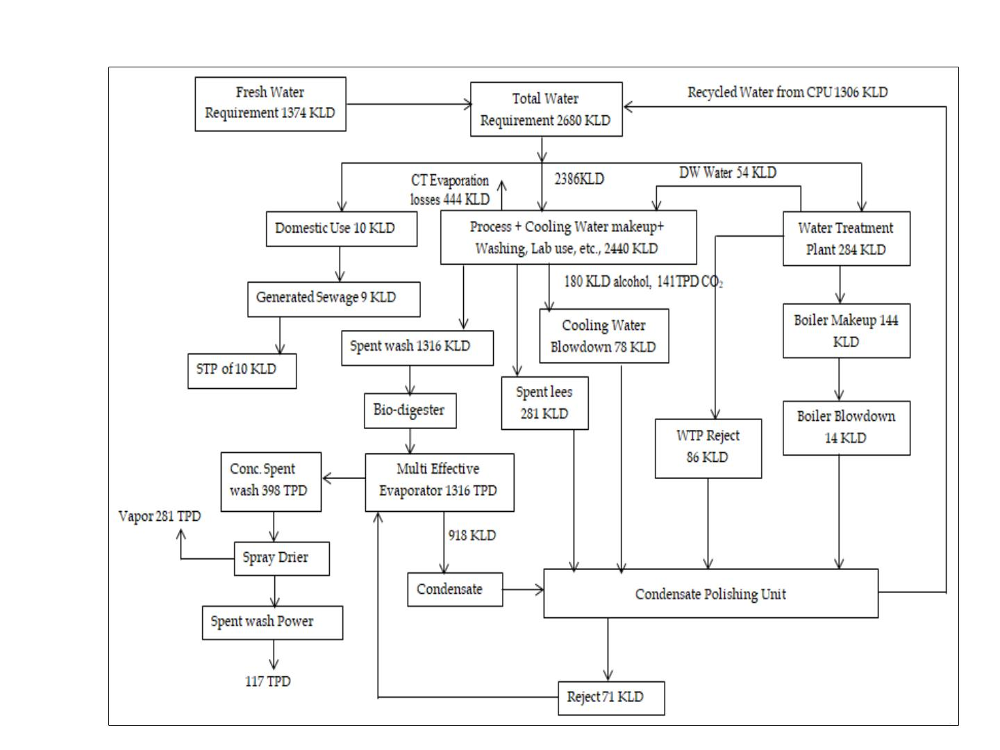 Fresh Water
Requirement 1374 KLD
Total Water
Requirement 2680 KLD
Recycled Water from CPU 1306 KLD
CT Evaporation
losses 444 KLD
2386KLD
DW Water 54 KLD
Domestic Use 10 KLD
Process + Cooling Water makeup+
Washing, Lab use, etc., 2440 KLD
Water Treatment
Plant 284 KLD
180 KLD alcohol, 141TPD CO₂
Generated Sewage 9 KLD
Cooling Water
Blowdown 78 KLD
Boiler Makeup 144
KLD
Spent wash 1316 KLD
STP of 10 KLD
Spent lees
281 KLD
Bio-digester
Boiler Blowdown
14 KLD
WTP Reject
86 KLD
Conc. Spent
wash 398 TPD
Multi Effective
Evaporator 1316 TPD
Vapor 281 TPD
918 KLD
Spray Drier
Condensate
Condensate Polishing Unit
Spent wash Power
117 TPD
Reject 71 KLD